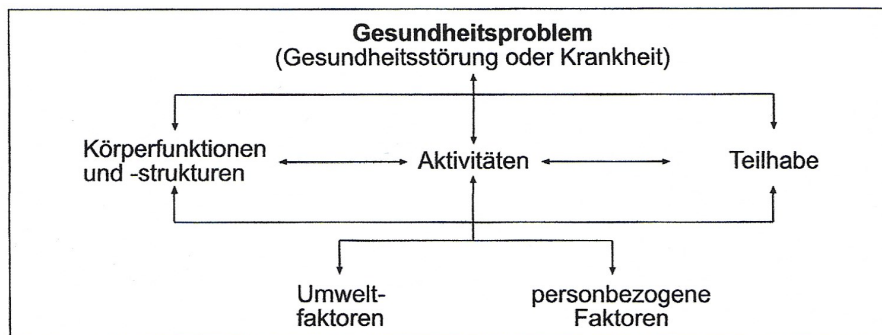 Gesundheitsproblem
(Gesundheitsstörung oder Krankheit)
Körperfunktionen
und -strukturen
Aktivitäten
Teilhabe
Umwelt-
faktoren
personbezogene
Faktoren